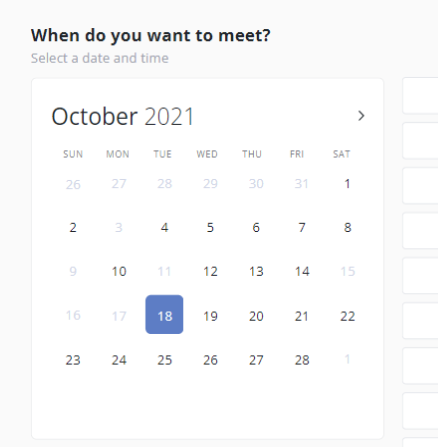 When do you want to meet?
Select a date and time
October 2021
SUN MON TUE WED THU FRI SAT
26 27 28 29 30 31 1
2 3 4 5 6 7 8
9 10 11 12 13 14 15
16 17 18 19 20 21 22
23 24 25 26 27 28 1